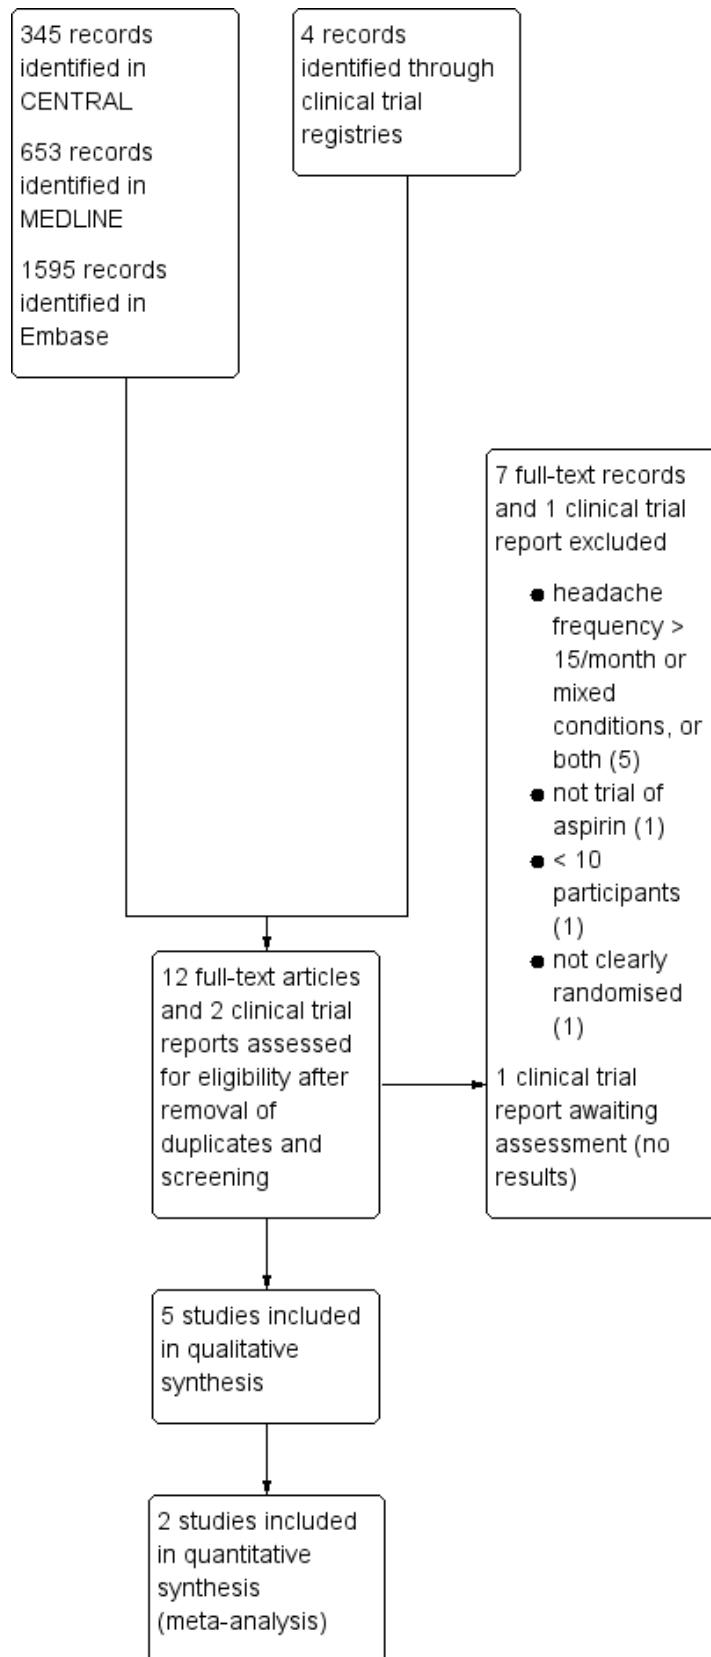 345 records
identified in
CENTRAL
653 records
identified in
MEDLINE
1595 records
identified in
Embase
4 records
identified through
clinical trial
registries
7 full-text records
and 1 clinical trial
report excluded
● headache
frequency >
15/month or
mixed
conditions, or
both (5)
● not trial of
aspirin (1)
● < 10
participants
(1)
● not clearly
randomised
(1)
1 clinical trial
report awaiting
assessment (no
results)
12 full-text articles
and 2 clinical trial
reports assessed
for eligibility after
removal of
duplicates and
screening
5 studies included
in qualitative
synthesis
2 studies included
in quantitative
synthesis
(meta-analysis)